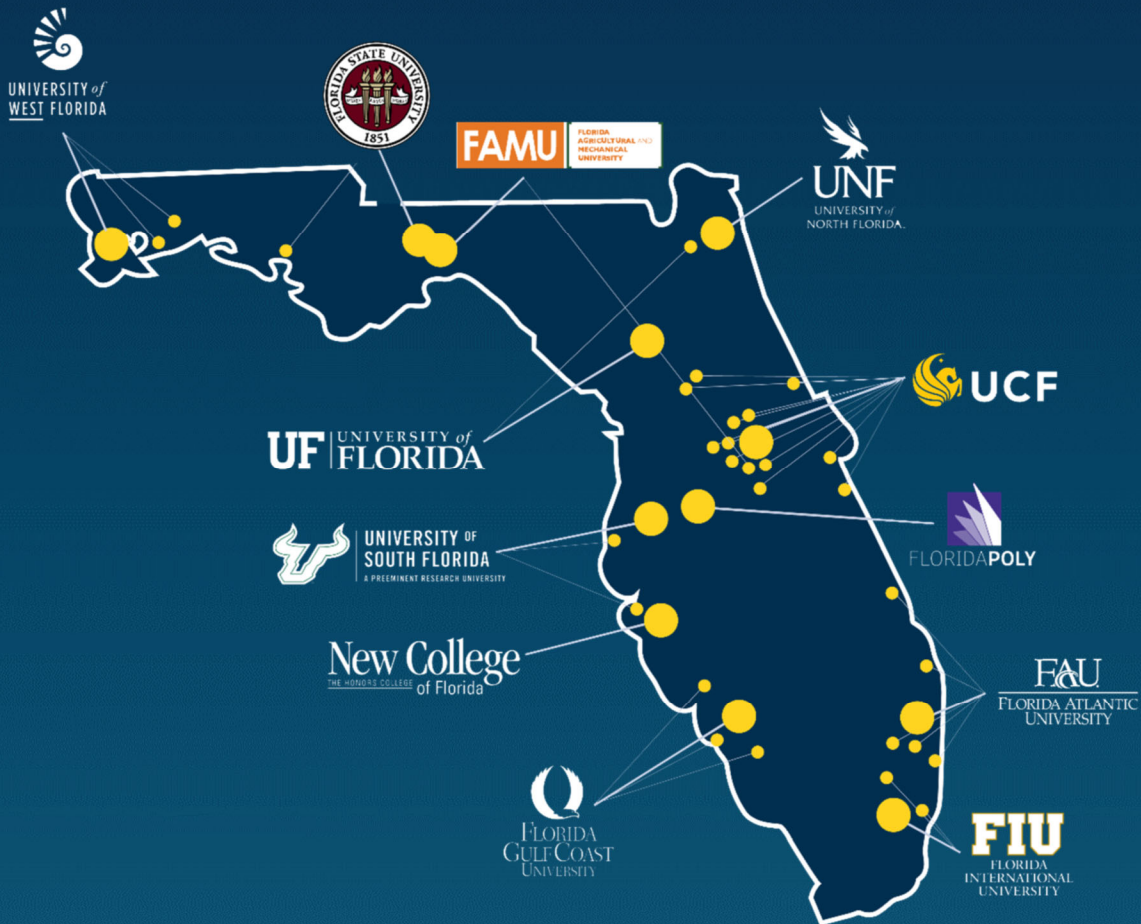 UNIVERSITY of
WEST FLORIDA
FLORIDA STATE UNIVERSITY
1851
FAMU
FLORIDA
AGRICULTURAL AND
MECHANICAL
UNIVERSITY
UNF
UNIVERSITY of
NORTH FLORIDA.
UCF
UF
UNIVERSITY of
FLORIDA
UNIVERSITY OF
SOUTH FLORIDA
A PREEMINENT RESEARCH UNIVERSITY
FLORIDAPOLY
New College
THE HONORS COLLEGE of Florida
FAU
FLORIDA ATLANTIC
UNIVERSITY
FLORIDA
GULF COAST
UNIVERSITY
FIU
FLORIDA
INTERNATIONAL
UNIVERSITY